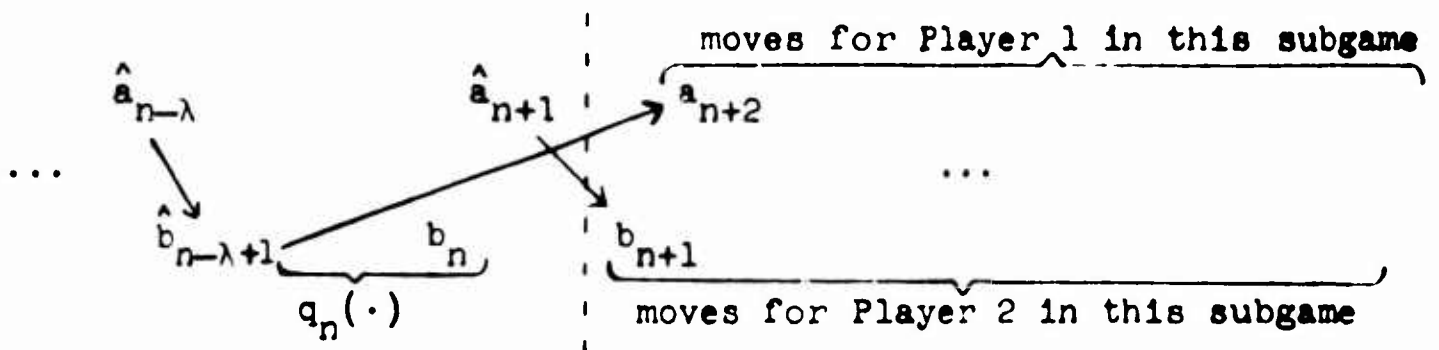 moves for Player 1 in this subgame
â_{n-λ} â_{n+1} a_{n+2}
... ...
b̂_{n-λ+1} b_n b_{n+1}
q_n(·) moves for Player 2 in this subgame